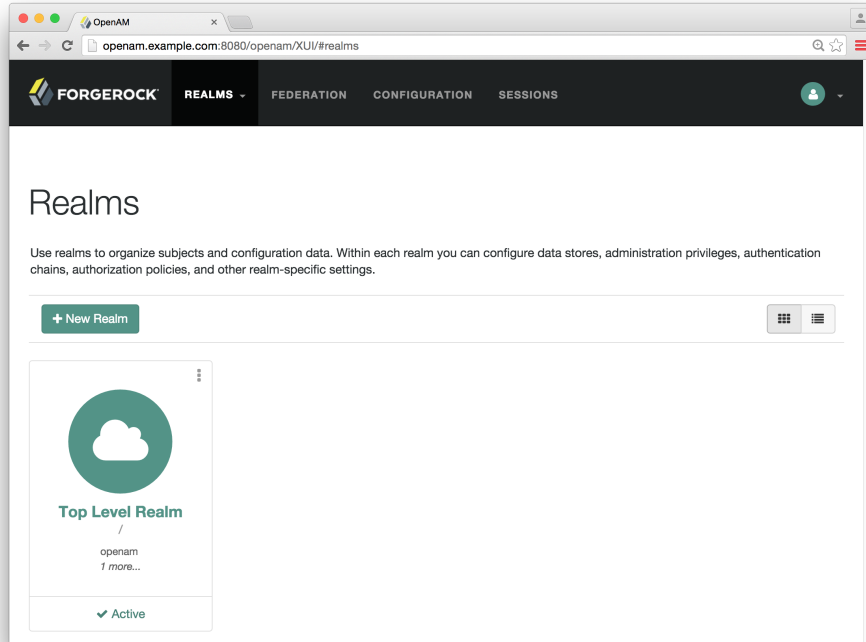 OpenAM
openam.example.com:8080/openam/XUI/#realms
FORGEROCK REALMS FEDERATION CONFIGURATION SESSIONS
Realms
Use realms to organize subjects and configuration data. Within each realm you can configure data stores, administration privileges, authentication
chains, authorization policies, and other realm-specific settings.
+ New Realm
Top Level Realm
/
openam
1 more...
Active